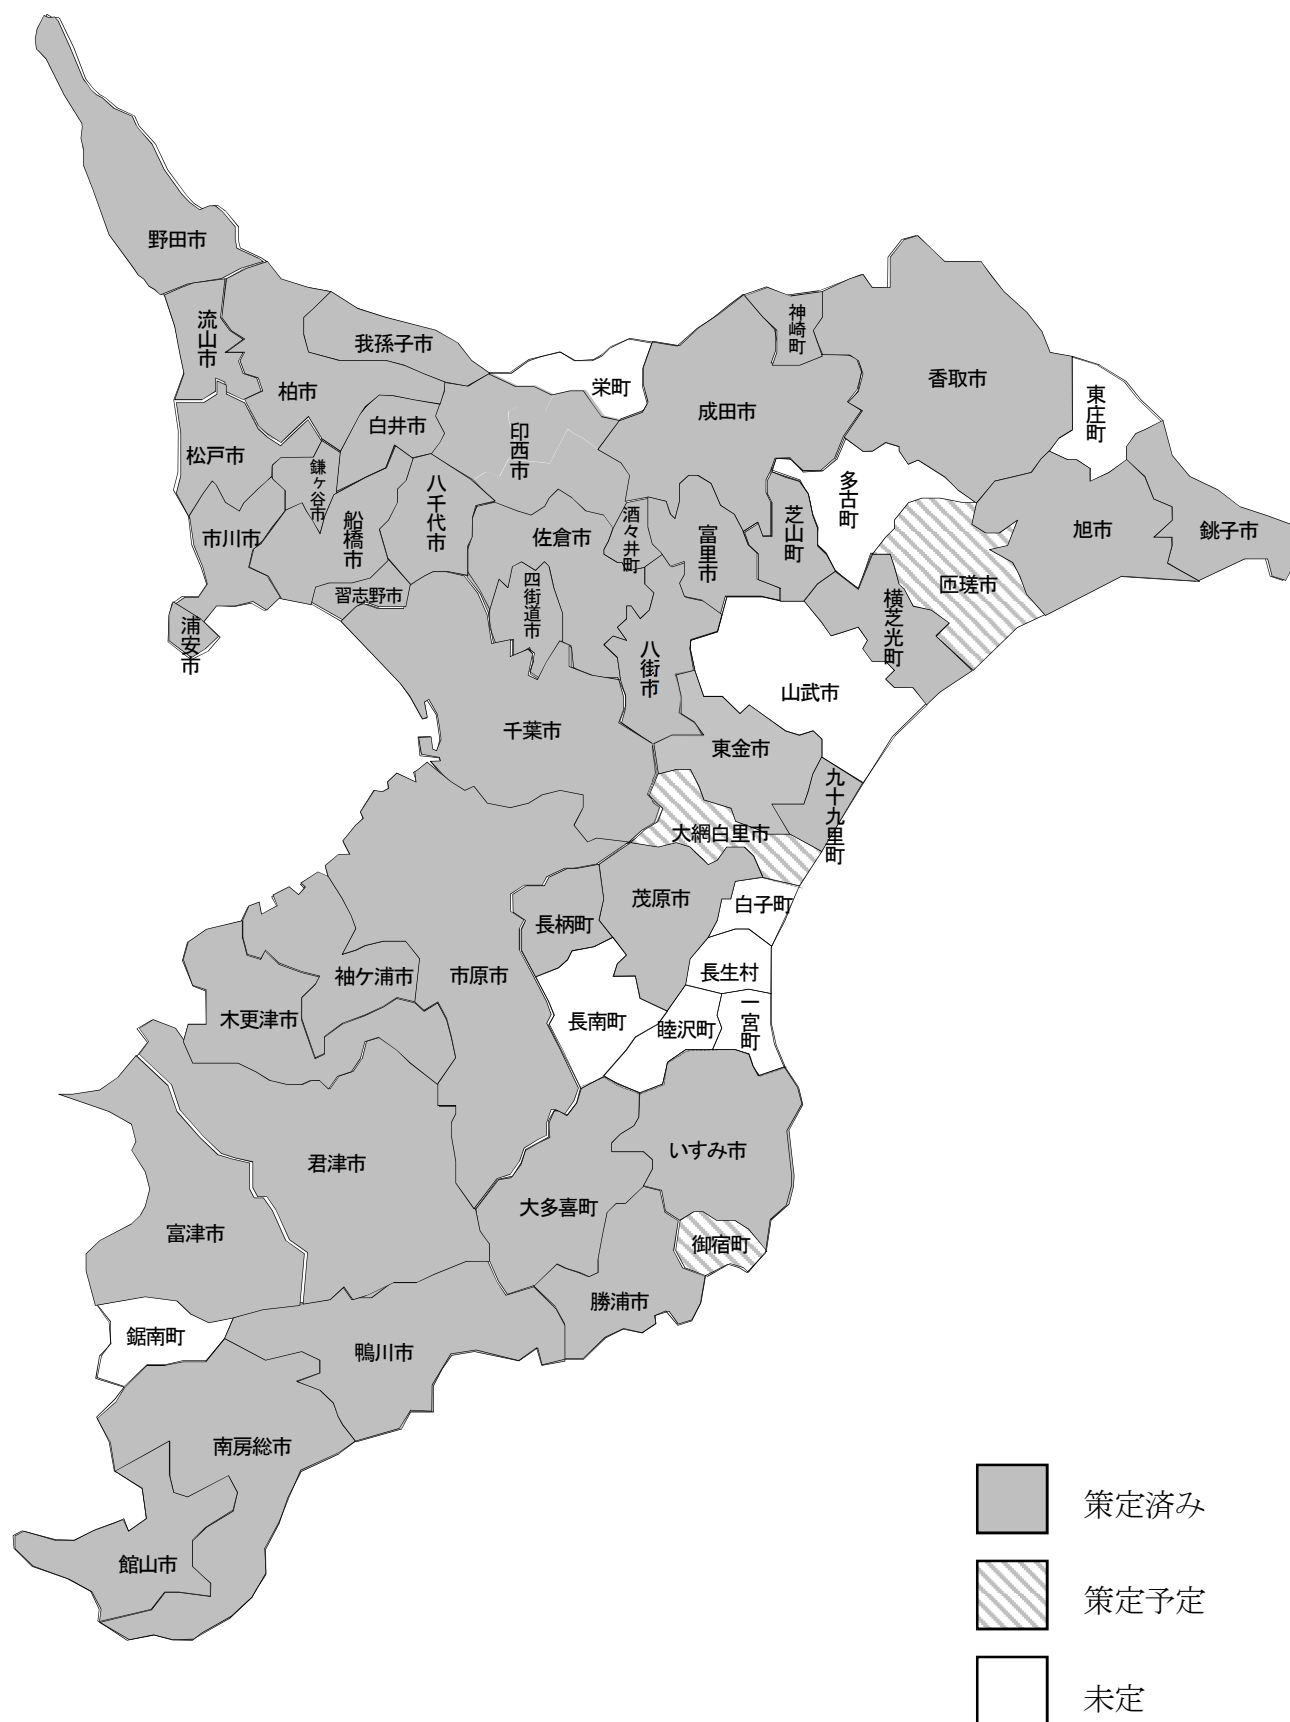 野田市
流山市
我孫子市
柏市
神崎町
香取市
栄町
成田市
東庄町
白井市
印西市
松戸市
鎌ヶ谷市
八千代市
多古町
船橋市
市川市
佐倉市
酒々井町
富里市
芝山町
旭市
銚子市
習志野市
四街道市
匝瑳市
横芝光町
浦安市
八街市
山武市
千葉市
東金市
九十九里町
大網白里市
茂原市
白子町
長柄町
袖ケ浦市
市原市
長生村
木更津市
長南町
睦沢町
一宮町
いすみ市
君津市
大多喜町
富津市
御宿町
勝浦市
鋸南町
鴨川市
南房総市
館山市
策定済み
策定予定
未定